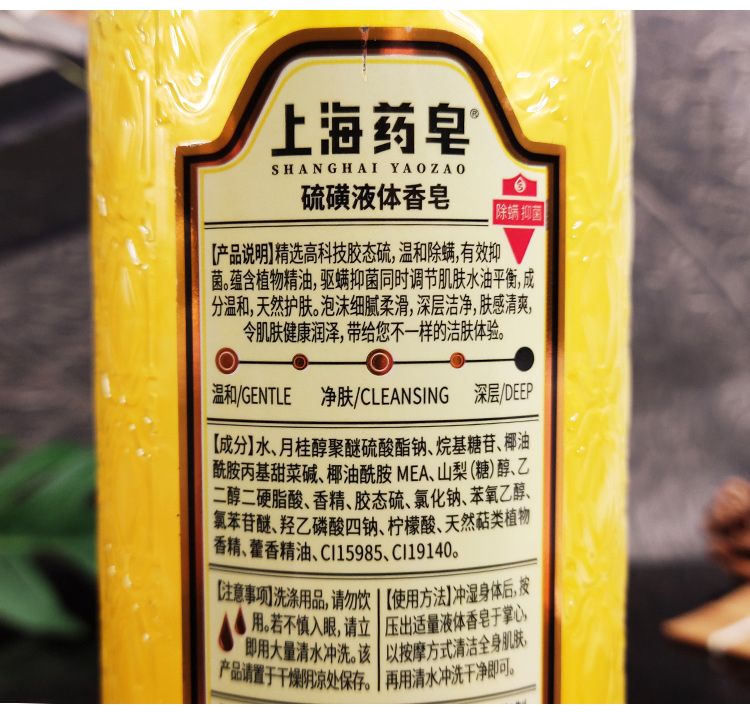 上海药皂®
SHANGHAI YAOZAO
硫磺液体香皂
除螨 抑菌
【产品说明】精选高科技胶态硫,温和除螨,有效抑
菌。蕴含植物精油,驱螨抑菌同时调节肌肤水油平衡,成
分温和,天然护肤。泡沫细腻柔滑,深层洁净,肤感清爽,
令肌肤健康润泽,带给您不一样的洁肤体验。
温和/GENTLE 净肤/CLEANSING 深层/DEEP
【成分】水、月桂醇聚醚硫酸酯钠、烷基糖苷、椰油
酰胺丙基甜菜碱、椰油酰胺 MEA、山梨(糖)醇、乙
二醇二硬脂酸、香精、胶态硫、氯化钠、苯氧乙醇、
氯苯苷醚、羟乙磷酸四钠、柠檬酸、天然萜类植物
香精、藿香精油、CI15985、CI19140。
【注意事项】洗涤用品,请勿饮
用。若不慎入眼,请立
即用大量清水冲洗。该
产品请置于干燥阴凉处保存。
【使用方法】冲湿身体后,按
压出适量液体香皂于掌心,
以按摩方式清洁全身肌肤,
再用清水冲洗干净即可。